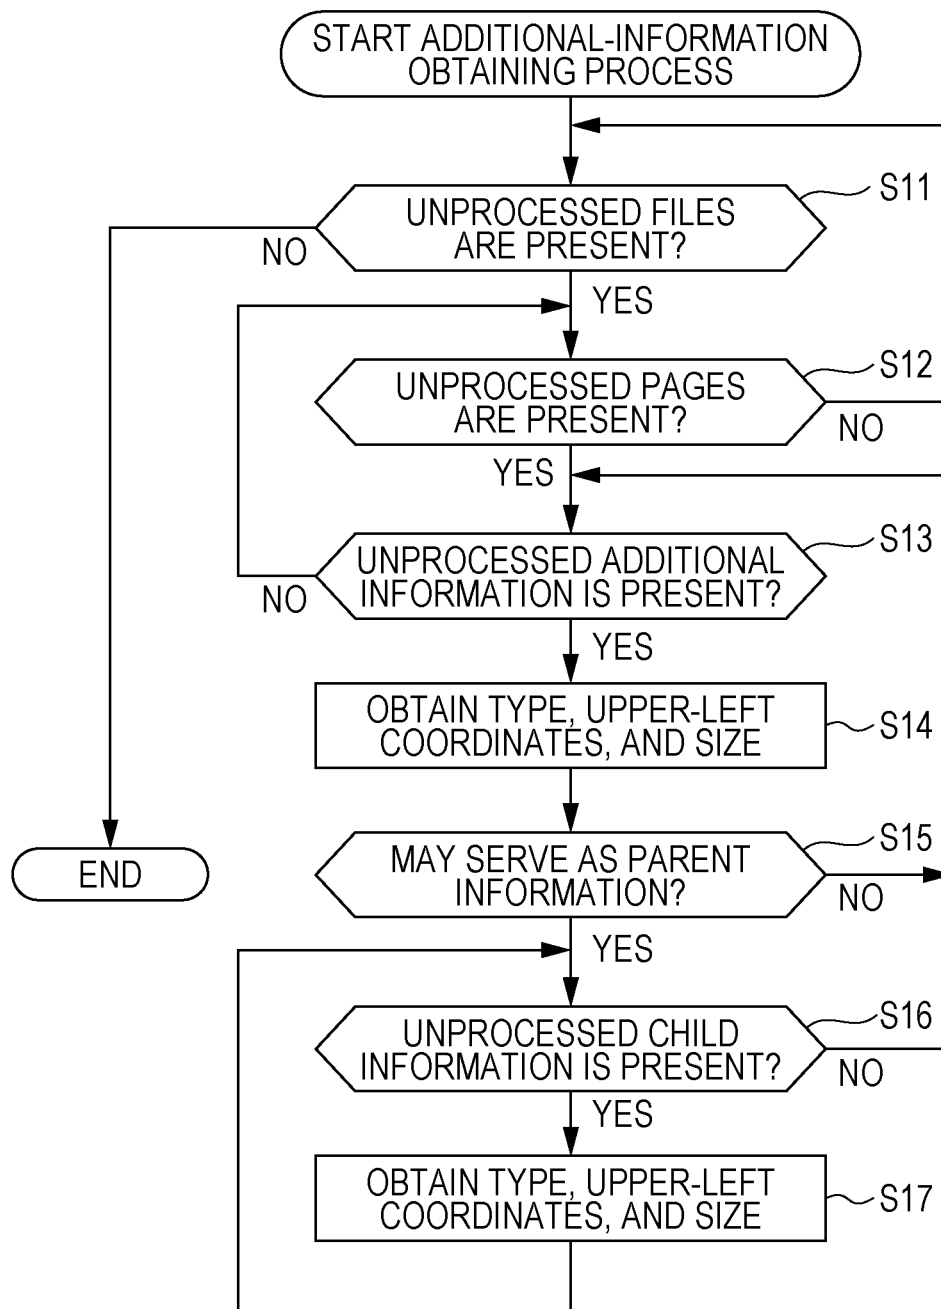 START ADDITIONAL-INFORMATION
OBTAINING PROCESS
S11
UNPROCESSED FILES
ARE PRESENT?
NO
YES
S12
UNPROCESSED PAGES
ARE PRESENT?
NO
YES
S13
UNPROCESSED ADDITIONAL
INFORMATION IS PRESENT?
NO
YES
OBTAIN TYPE, UPPER-LEFT
COORDINATES, AND SIZE
S14
S15
MAY SERVE AS PARENT
INFORMATION?
END
NO
YES
S16
UNPROCESSED CHILD
INFORMATION IS PRESENT?
NO
YES
OBTAIN TYPE, UPPER-LEFT
COORDINATES, AND SIZE
S17